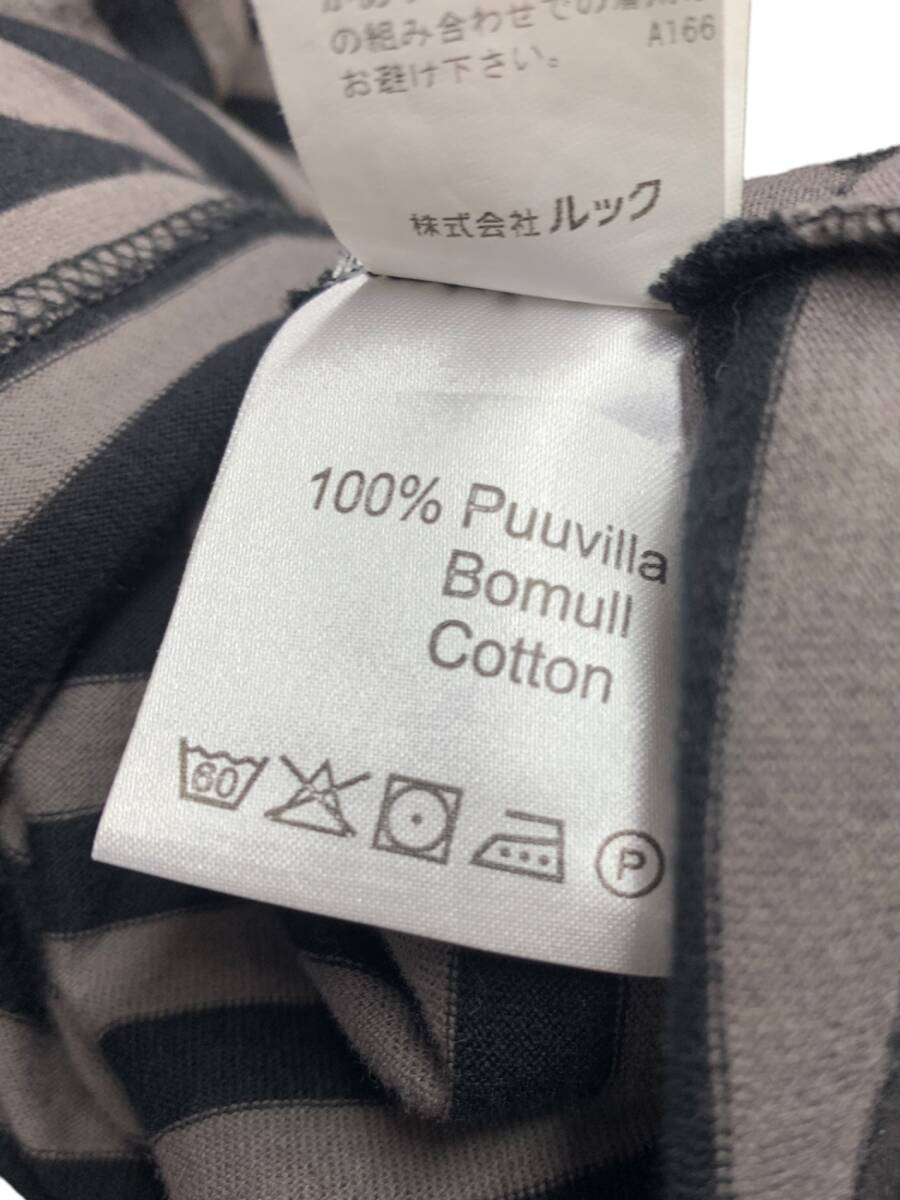 の組み合わせでの着用は
お避け下さい。
A166
株式会社ルック
100% Puuvilla
Bomull
Cotton
60
P